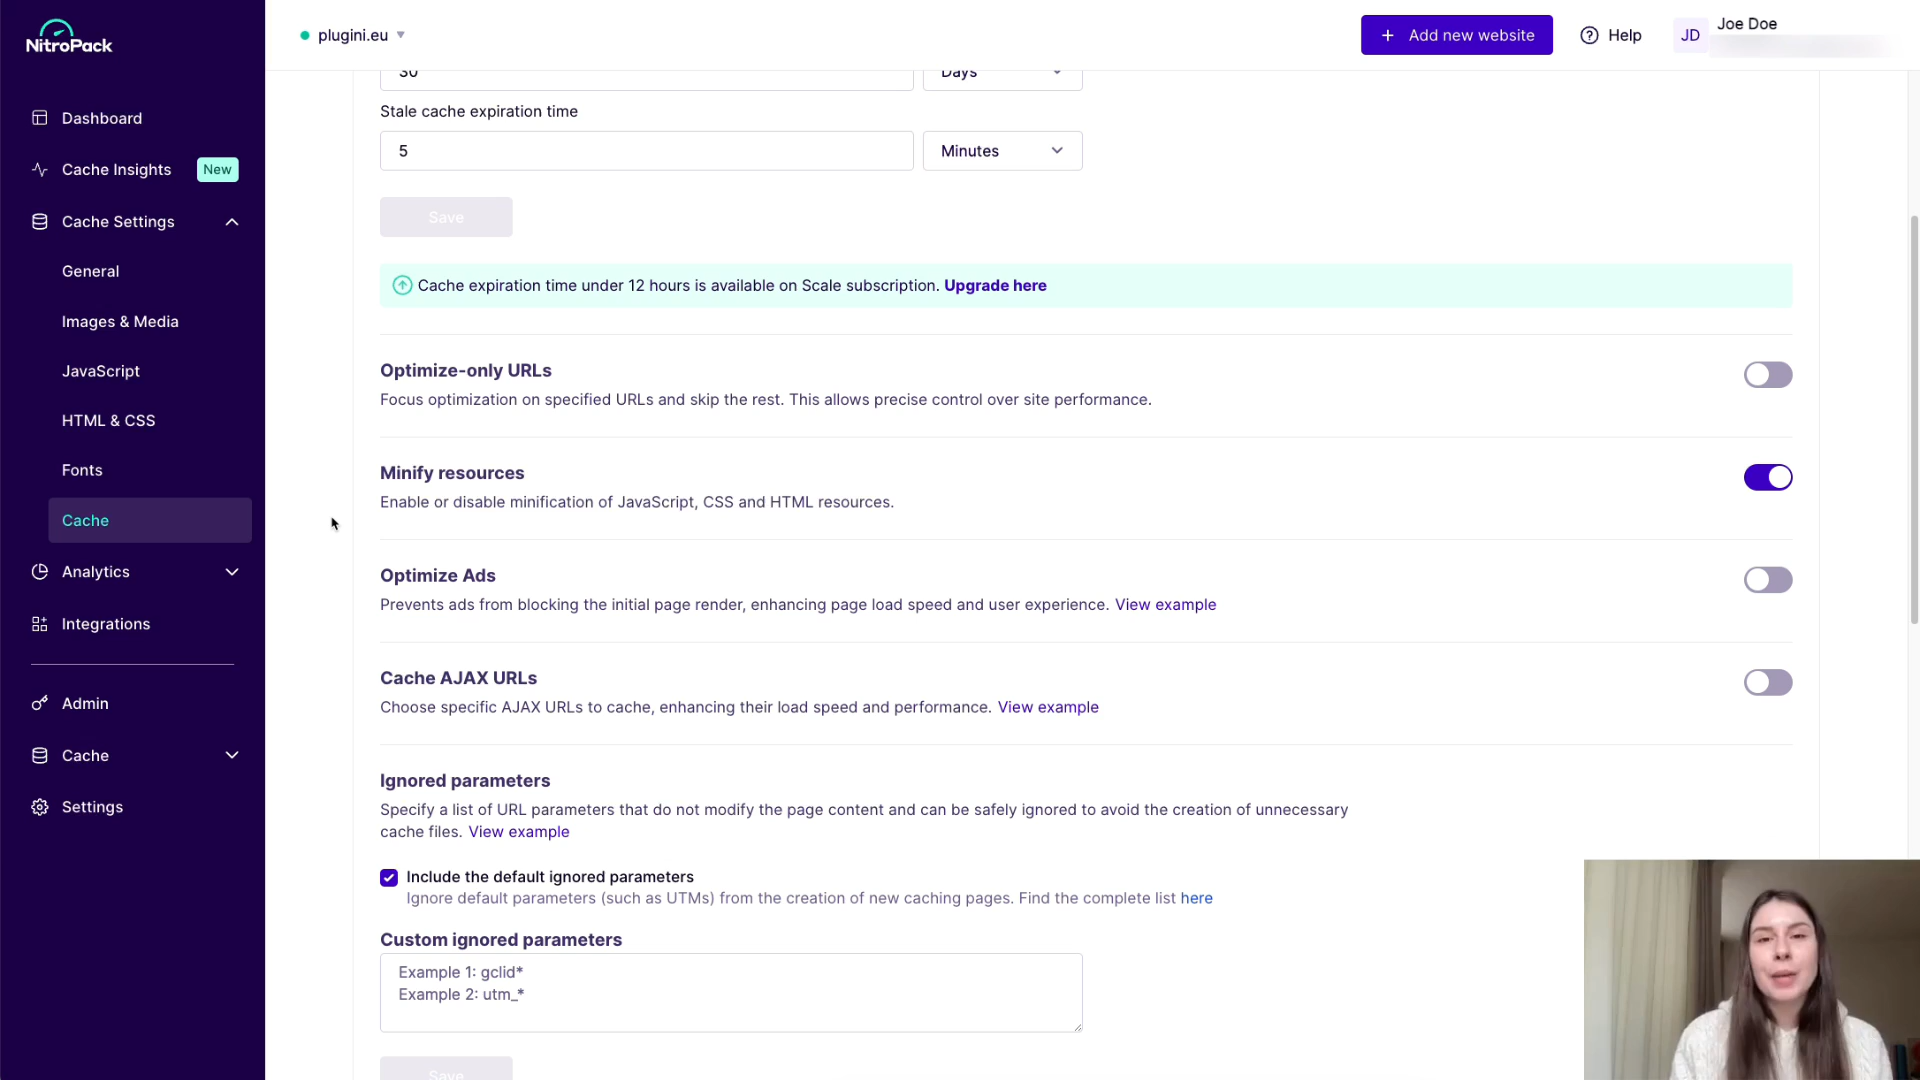 NitroPack
plugini.eu
+ Add new website
Help
JD
Joe Doe
Dashboard
Cache Insights New
Cache Settings
General
Images & Media
JavaScript
HTML & CSS
Fonts
Cache
Analytics
Integrations
Admin
Cache
Settings
30 Days
Stale cache expiration time
5 Minutes
Save
Cache expiration time under 12 hours is available on Scale subscription. Upgrade here
Optimize-only URLs
Focus optimization on specified URLs and skip the rest. This allows precise control over site performance.
Minify resources
Enable or disable minification of JavaScript, CSS and HTML resources.
Optimize Ads
Prevents ads from blocking the initial page render, enhancing page load speed and user experience. View example
Cache AJAX URLs
Choose specific AJAX URLs to cache, enhancing their load speed and performance. View example
Ignored parameters
Specify a list of URL parameters that do not modify the page content and can be safely ignored to avoid the creation of unnecessary
cache files. View example
Include the default ignored parameters
Ignore default parameters (such as UTMs) from the creation of new caching pages. Find the complete list here
Custom ignored parameters
Example 1: gclid*
Example 2: utm_*
Save